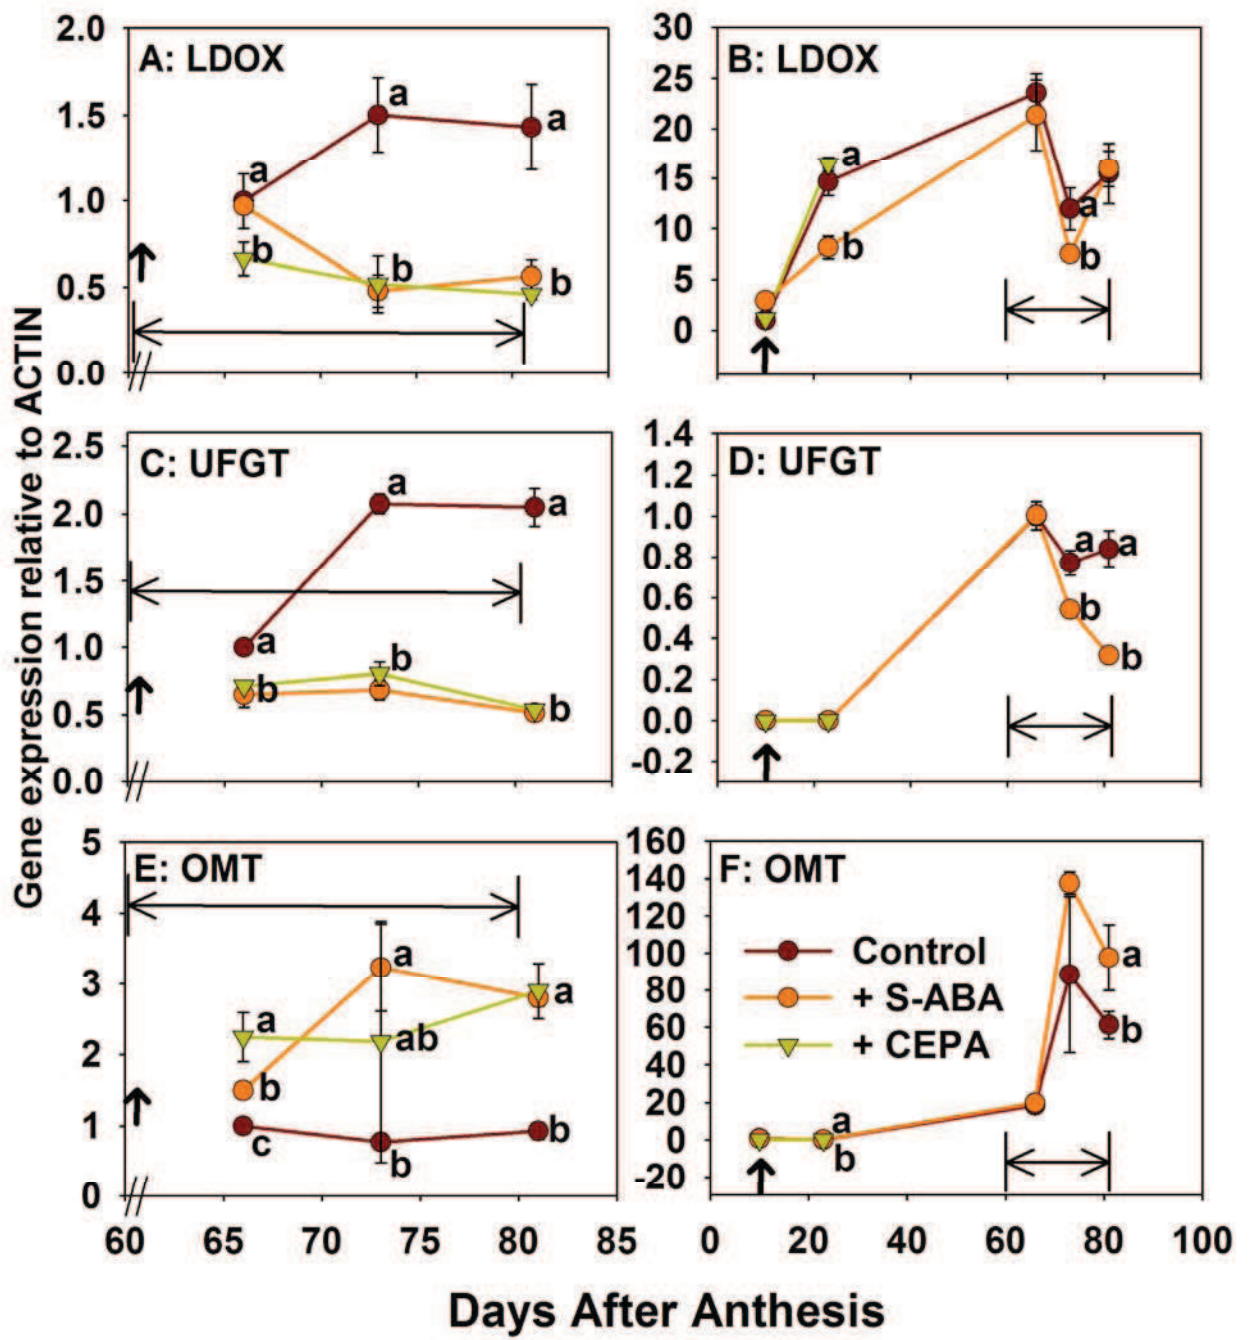 Gene expression relative to ACTIN
A: LDOX
2.0
1.5
1.0
0.5
0.0
a
a
a
b
b
b
B: LDOX
30
25
20
15
10
5
0
a
b
a
b
C: UFGT
2.5
2.0
1.5
1.0
0.5
0.0
a
a
a
b
b
b
D: UFGT
1.4
1.2
1.0
0.8
0.6
0.4
0.2
0.0
-0.2
a
a
b
b
E: OMT
5
4
3
2
1
0
a
a
a
ab
b
c
b
b
60 65 70 75 80 85
F: OMT
160
140
120
100
80
60
40
20
0
-20
Control
+ S-ABA
+ CEPA
a
b
a
b
0 20 40 60 80 100
Days After Anthesis